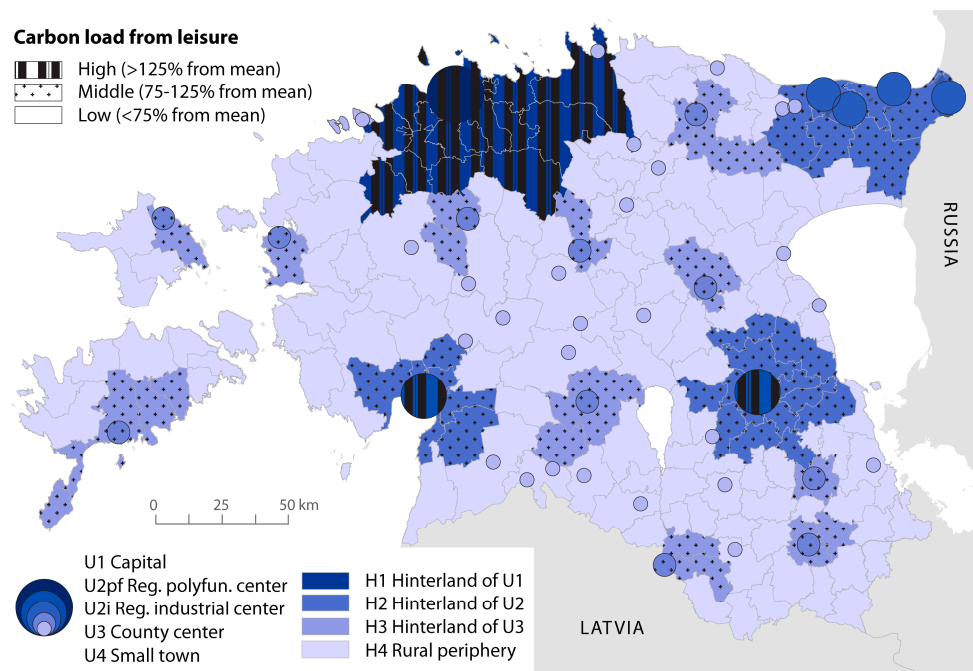 Carbon load from leisure
High (>125% from mean)
Middle (75-125% from mean)
Low (<75% from mean)
RUSSIA
0 25 50 km
U1 Capital
U2pf Reg. polyfun. center
U2i Reg. industrial center
U3 County center
U4 Small town
H1 Hinterland of U1
H2 Hinterland of U2
H3 Hinterland of U3
H4 Rural periphery
LATVIA